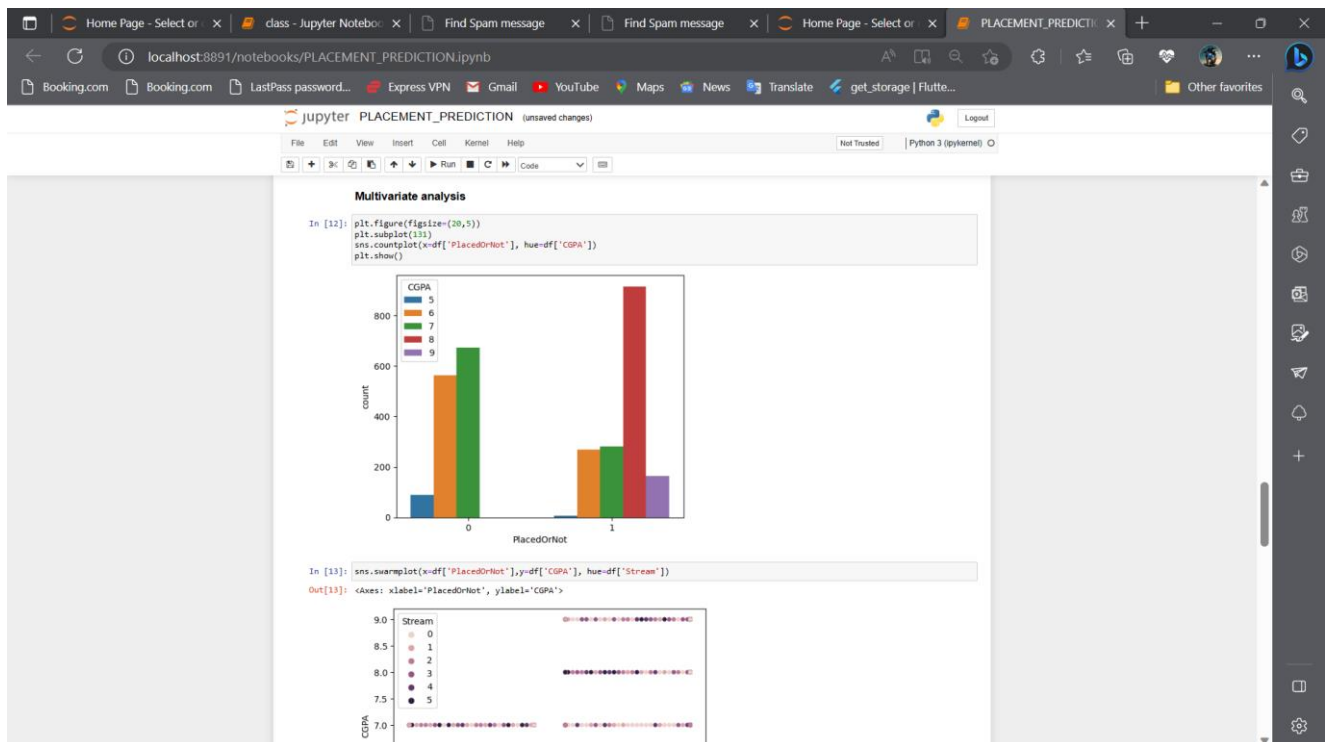 Home Page - Select or c
class - Jupyter Noteboo
Find Spam message
Find Spam message
Home Page - Select or
PLACEMENT_PREDICTIC
localhost:8891/notebooks/PLACEMENT_PREDICTION.ipynb
Booking.com
Booking.com
LastPass password...
Express VPN
Gmail
YouTube
Maps
News
Translate
get_storage | Flutte...
Other favorites
jupyter PLACEMENT_PREDICTION (unsaved changes)
Logout
File Edit View Insert Cell Kernel Help
Not Trusted
Python 3 (ipykernel)
Run
Code
Multivariate analysis
In [12]: plt.figure(figsize=(20,5))
plt.subplot(131)
sns.countplot(x=df['PlacedOrNot'], hue=df['CGPA'])
plt.show()
CGPA
5
6
7
8
9
800
600
400
200
0
count
0 1
PlacedOrNot
In [13]: sns.swarmplot(x=df['PlacedOrNot'],y=df['CGPA'], hue=df['Stream'])
Out[13]: <Axes: xlabel='PlacedOrNot', ylabel='CGPA'>
Stream
0
1
2
3
4
5
9.0
8.5
8.0
7.5
7.0
CGPA